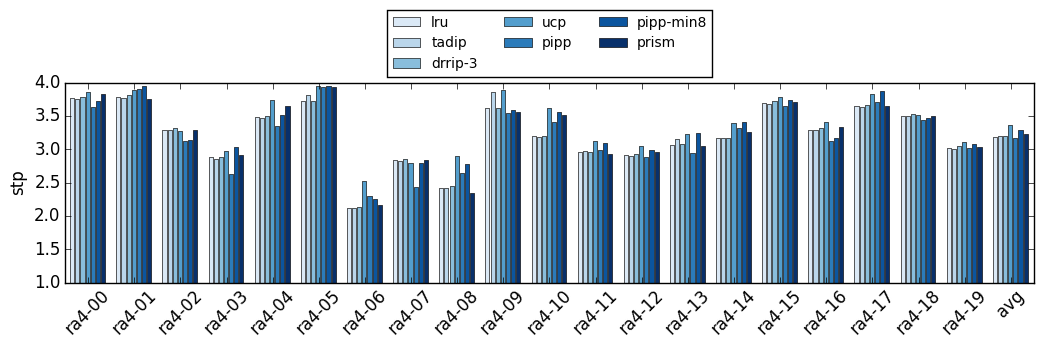 lru ucp pipp-min8
tadip pipp prism
drrip-3
4.0
3.5
3.0
2.5
2.0
1.5
1.0
stp
ra4-00 ra4-01 ra4-02 ra4-03 ra4-04 ra4-05 ra4-06 ra4-07 ra4-08 ra4-09 ra4-10 ra4-11 ra4-12 ra4-13 ra4-14 ra4-15 ra4-16 ra4-17 ra4-18 ra4-19 avg